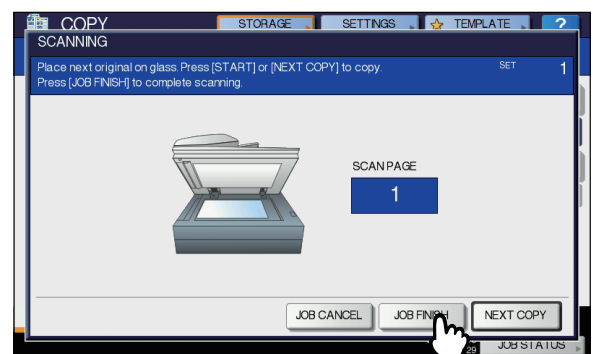 COPY STORAGE SETTINGS TEMPLATE ?
SCANNING
Place next original on glass. Press [START] or [NEXT COPY] to copy. SET 1
Press [JOB FINISH] to complete scanning.
SCAN PAGE
1
JOB CANCEL JOB FINISH NEXT COPY
29 JOB STATUS